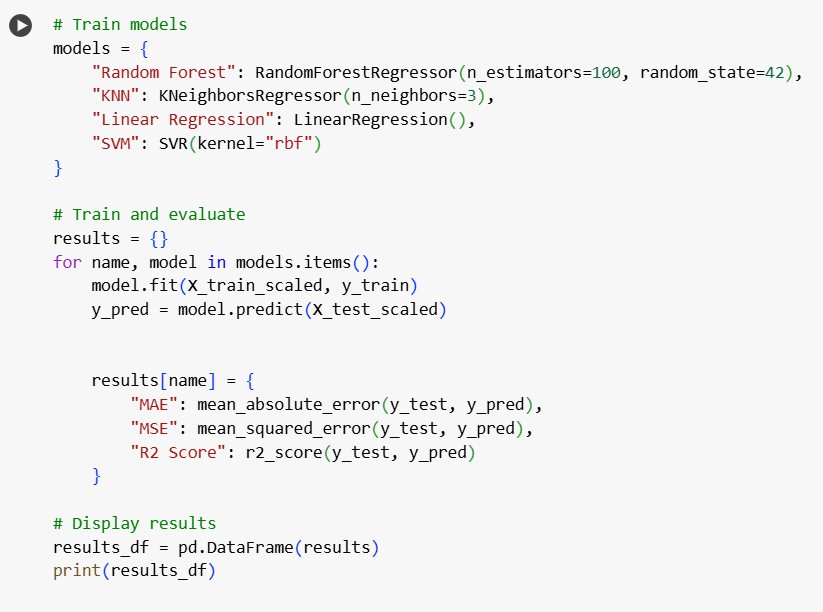 # Train models
models = {
    "Random Forest": RandomForestRegressor(n_estimators=100, random_state=42),
    "KNN": KNeighborsRegressor(n_neighbors=3),
    "Linear Regression": LinearRegression(),
    "SVM": SVR(kernel="rbf")
}

# Train and evaluate
results = {}
for name, model in models.items():
    model.fit(X_train_scaled, y_train)
    y_pred = model.predict(X_test_scaled)


    results[name] = {
        "MAE": mean_absolute_error(y_test, y_pred),
        "MSE": mean_squared_error(y_test, y_pred),
        "R2 Score": r2_score(y_test, y_pred)
    }

# Display results
results_df = pd.DataFrame(results)
print(results_df)